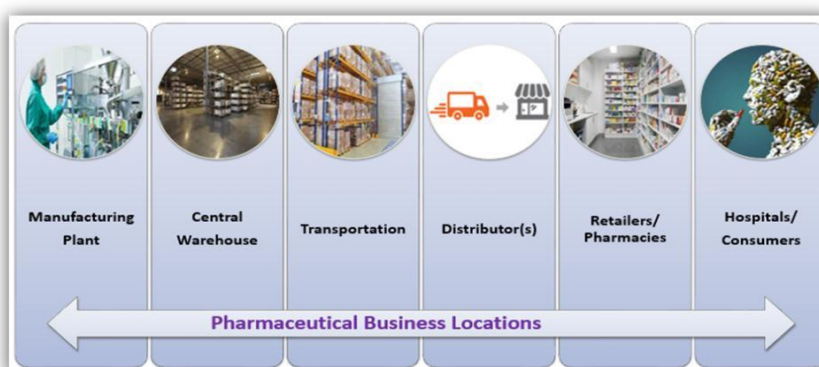 Manufacturing
Plant
Central
Warehouse
Transportation
Distributor(s)
Retailers/
Pharmacies
Hospitals/
Consumers
Pharmaceutical Business Locations